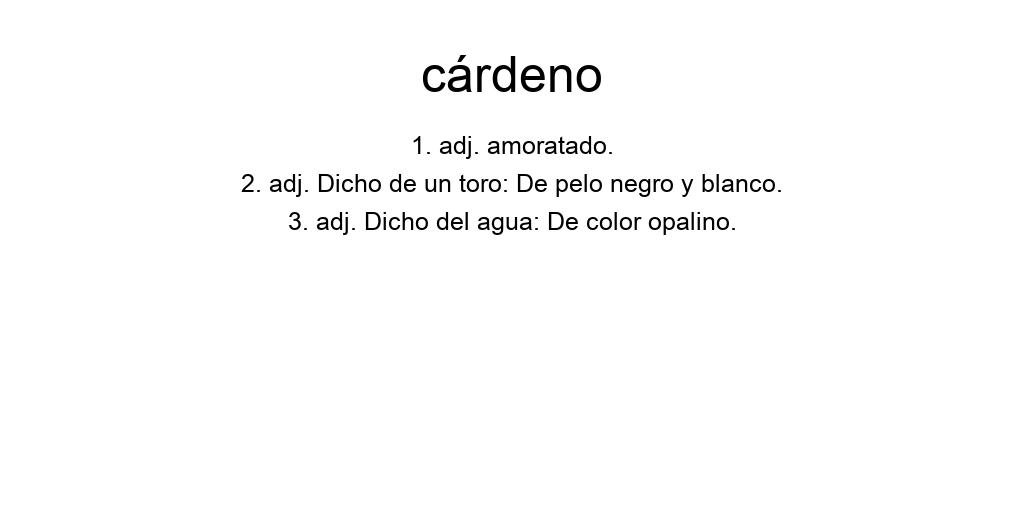 cárdeno
1. adj. amoratado.
2. adj. Dicho de un toro: De pelo negro y blanco.
3. adj. Dicho del agua: De color opalino.